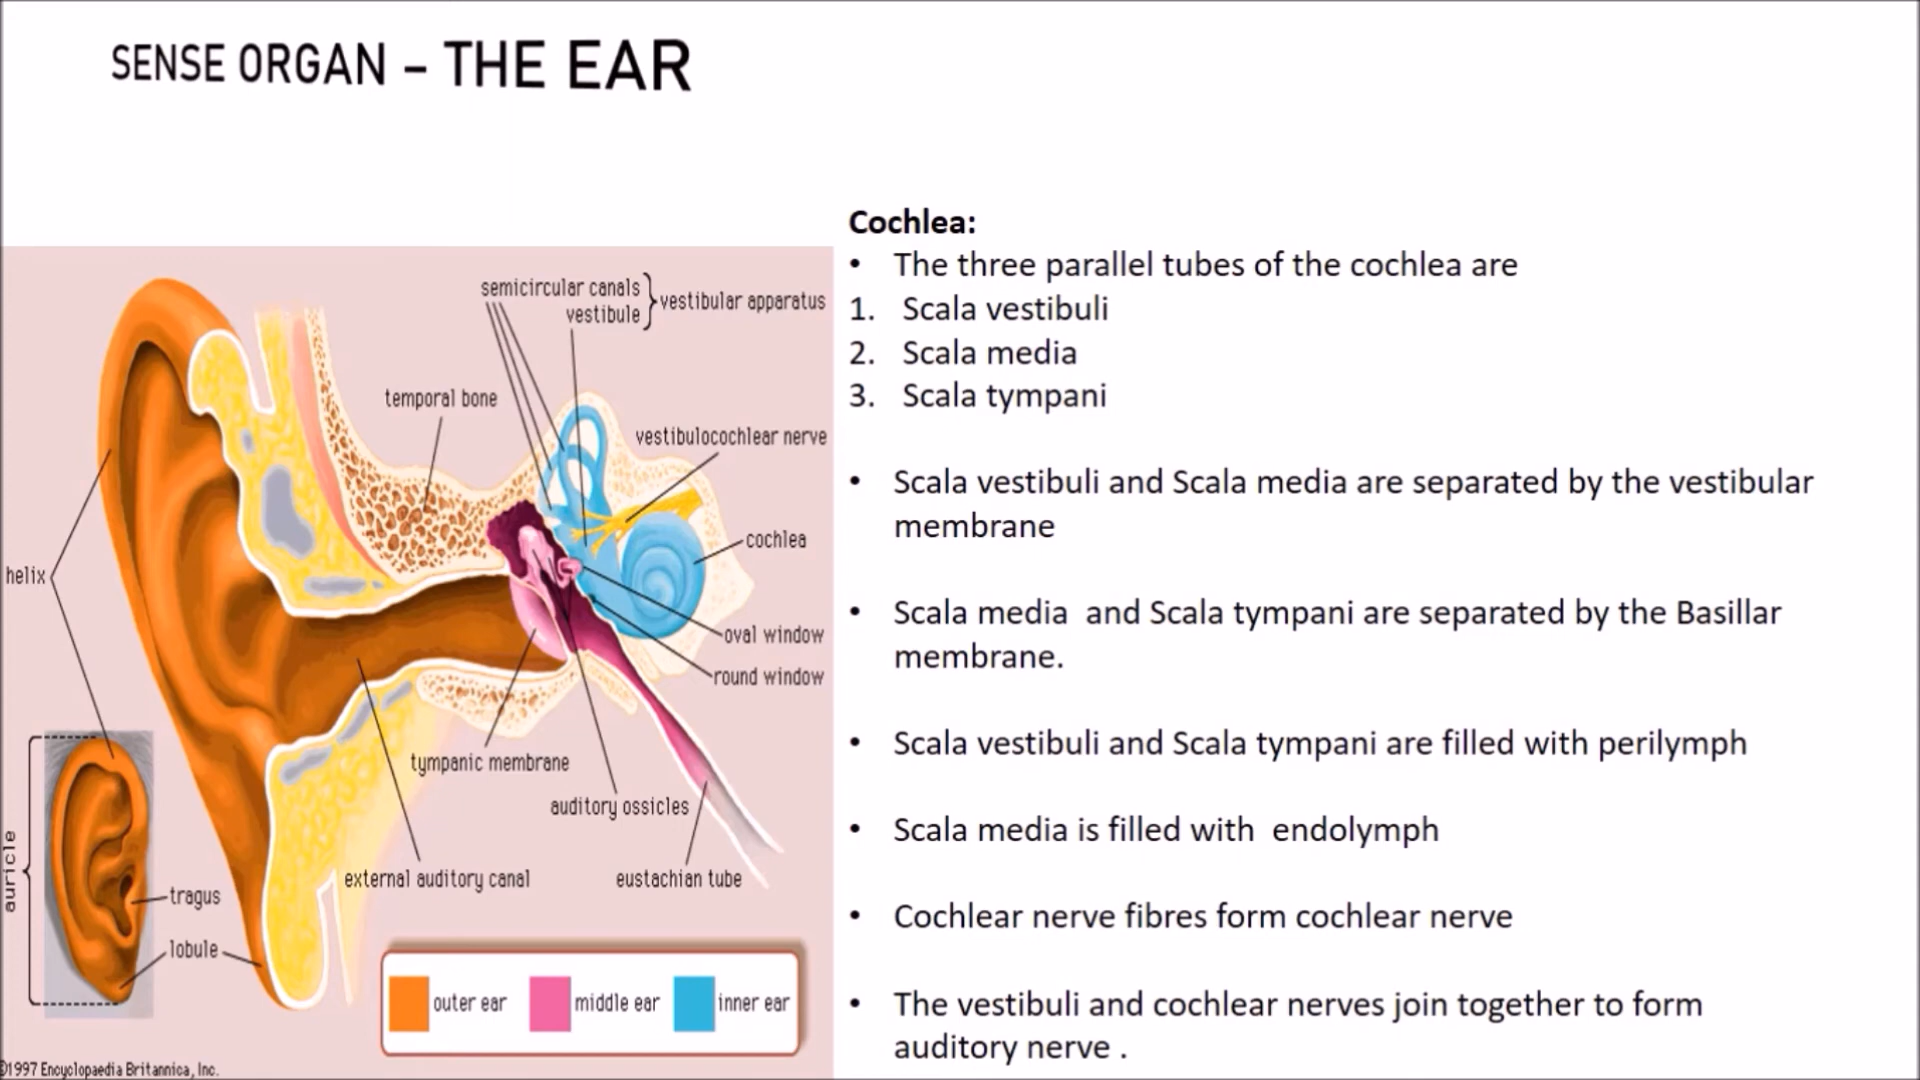 SENSE ORGAN – THE EAR
semicircular canals
vestibule
vestibular apparatus
temporal bone
vestibulocochlear nerve
cochlea
helix
oval window
round window
tympanic membrane
auditory ossicles
external auditory canal
eustachian tube
auricle
tragus
lobule
outer ear
middle ear
inner ear
©1997 Encyclopaedia Britannica, Inc.
Cochlea:
• The three parallel tubes of the cochlea are
1. Scala vestibuli
2. Scala media
3. Scala tympani
• Scala vestibuli and Scala media are separated by the vestibular
membrane
• Scala media and Scala tympani are separated by the Basillar
membrane.
• Scala vestibuli and Scala tympani are filled with perilymph
• Scala media is filled with endolymph
• Cochlear nerve fibres form cochlear nerve
• The vestibuli and cochlear nerves join together to form
auditory nerve .